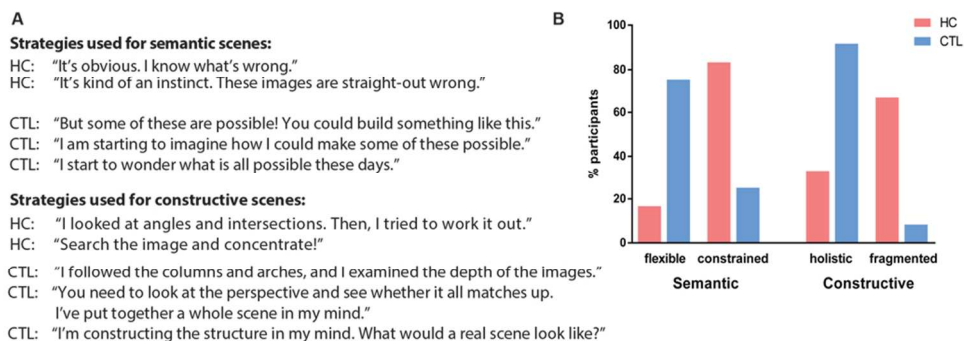 A
Strategies used for semantic scenes:
HC: "It's obvious. I know what's wrong."
HC: "It's kind of an instinct. These images are straight-out wrong."
CTL: "But some of these are possible! You could build something like this."
CTL: "I am starting to imagine how I could make some of these possible."
CTL: "I start to wonder what is all possible these days."
Strategies used for constructive scenes:
HC: "I looked at angles and intersections. Then, I tried to work it out."
HC: "Search the image and concentrate!"
CTL: "I followed the columns and arches, and I examined the depth of the images."
CTL: "You need to look at the perspective and see whether it all matches up.
I've put together a whole scene in my mind."
CTL: "I'm constructing the structure in my mind. What would a real scene look like?"
B
HC
CTL
% participants
100
80
60
40
20
0
flexible constrained holistic fragmented
Semantic Constructive